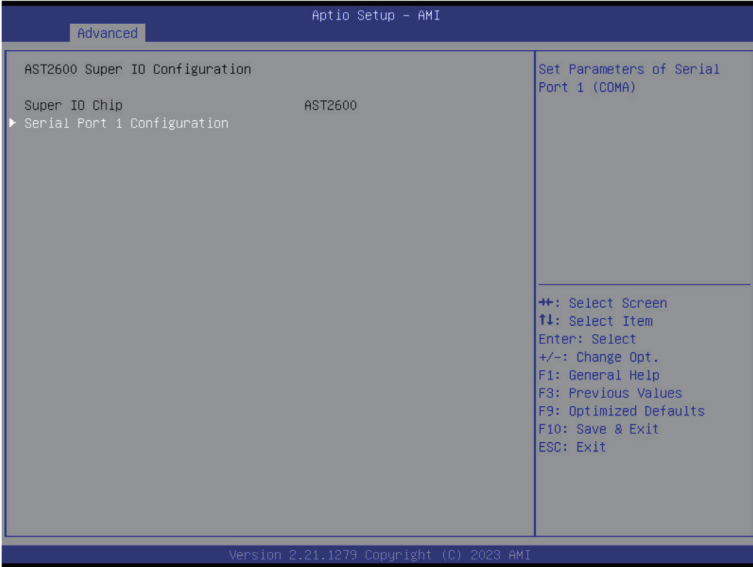 Aptio Setup – AMI
Advanced
AST2600 Super IO Configuration
Super IO Chip AST2600
▶ Serial Port 1 Configuration
Set Parameters of Serial
Port 1 (COMA)
→←: Select Screen
↑↓: Select Item
Enter: Select
+/-: Change Opt.
F1: General Help
F3: Previous Values
F9: Optimized Defaults
F10: Save & Exit
ESC: Exit
Version 2.21.1279 Copyright (C) 2023 AMI